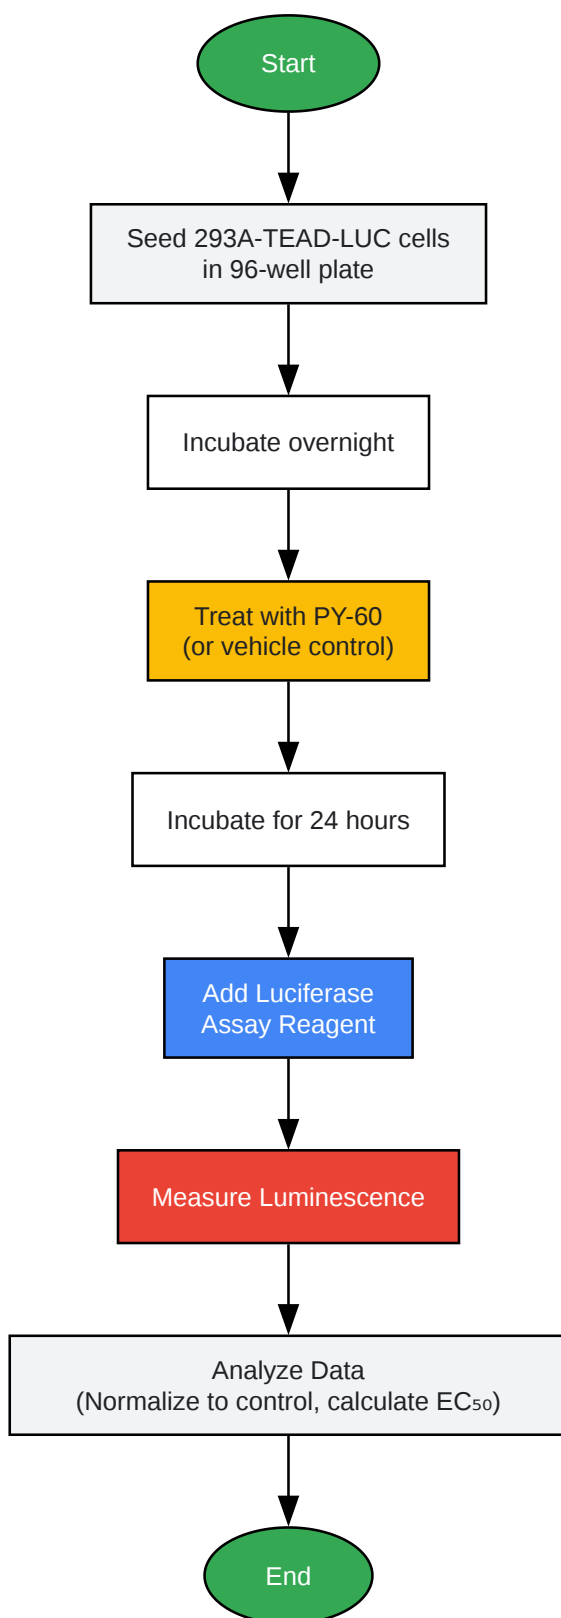 Start
Seed 293A-TEAD-LUC cells
in 96-well plate
Incubate overnight
Treat with PY-60
(or vehicle control)
Incubate for 24 hours
Add Luciferase
Assay Reagent
Measure Luminescence
Analyze Data
(Normalize to control, calculate EC₅₀)
End